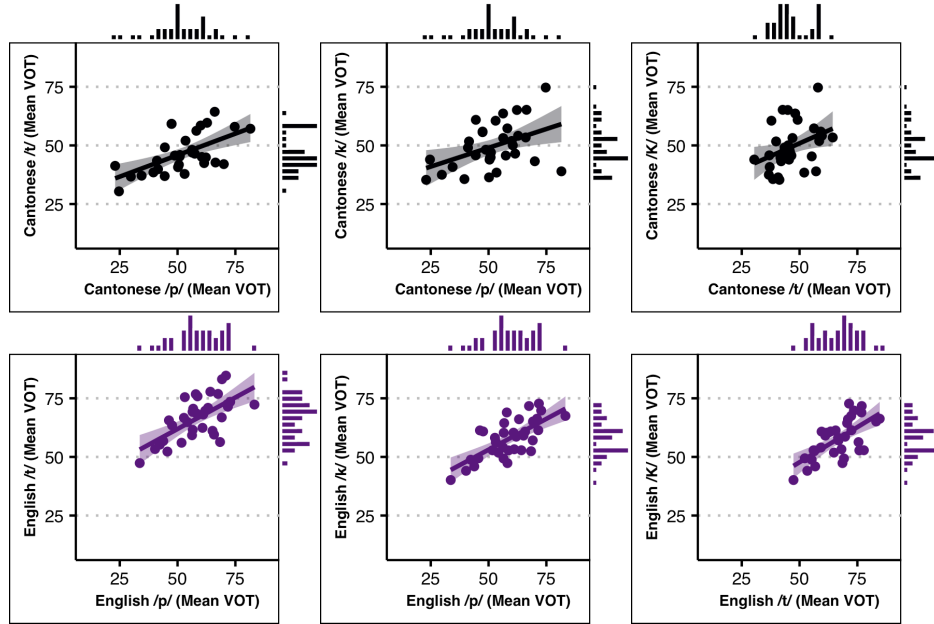 Cantonese /t/ (Mean VOT)
75
50
25
25 50 75
Cantonese /p/ (Mean VOT)
Cantonese /k/ (Mean VOT)
75
50
25
25 50 75
Cantonese /p/ (Mean VOT)
Cantonese /K/ (Mean VOT)
75
50
25
25 50 75
Cantonese /t/ (Mean VOT)
English /t/ (Mean VOT)
75
50
25
25 50 75
English /p/ (Mean VOT)
English /k/ (Mean VOT)
75
50
25
25 50 75
English /p/ (Mean VOT)
English /K/ (Mean VOT)
75
50
25
25 50 75
English /t/ (Mean VOT)